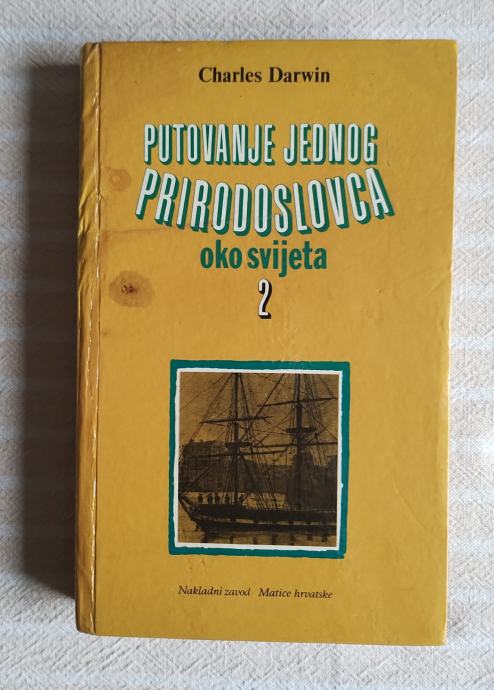 Charles Darwin
PUTOVANJE JEDNOG
PRIRODOSLOVCA
oko svijeta
2
Nakladni zavod Matice hrvatske